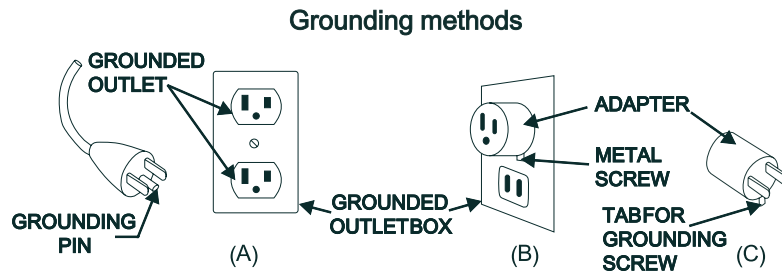 Grounding methods
GROUNDED
OUTLET
ADAPTER
METAL
SCREW
GROUNDED
OUTLETBOX
GROUNDING
PIN
TABFOR
GROUNDING
SCREW
(A)
(B)
(C)